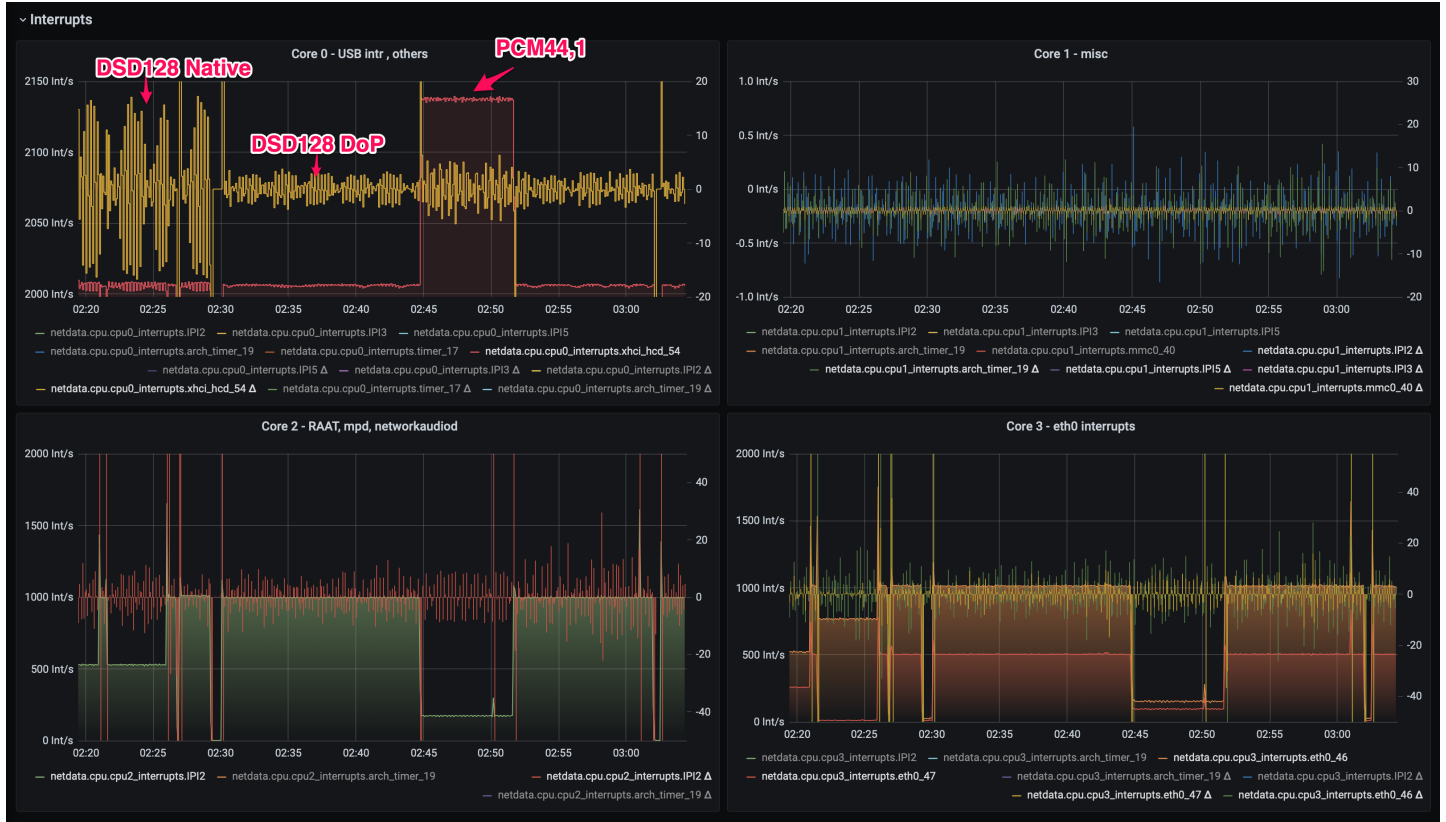 Interrupts
Core 0 - USB intr , others
PCM44,1
DSD128 Native
DSD128 DoP
2150 Int/s
2100 Int/s
2050 Int/s
2000 Int/s
20
10
0
-10
-20
02:20 02:25 02:30 02:35 02:40 02:45 02:50 02:55 03:00
netdata.cpu.cpu0_interrupts.IPI2 netdata.cpu.cpu0_interrupts.IPI3 netdata.cpu.cpu0_interrupts.IPI5
netdata.cpu.cpu0_interrupts.arch_timer_19 netdata.cpu.cpu0_interrupts.timer_17 netdata.cpu.cpu0_interrupts.xhci_hcd_54
netdata.cpu.cpu0_interrupts.IPI5 Δ netdata.cpu.cpu0_interrupts.IPI3 Δ netdata.cpu.cpu0_interrupts.IPI2 Δ
netdata.cpu.cpu0_interrupts.xhci_hcd_54 Δ netdata.cpu.cpu0_interrupts.timer_17 Δ netdata.cpu.cpu0_interrupts.arch_timer_19 Δ
Core 1 - misc
1.0 Int/s
0.5 Int/s
0 Int/s
-0.5 Int/s
-1.0 Int/s
30
20
10
0
-10
-20
02:20 02:25 02:30 02:35 02:40 02:45 02:50 02:55 03:00
netdata.cpu.cpu1_interrupts.IPI2 netdata.cpu.cpu1_interrupts.IPI3 netdata.cpu.cpu1_interrupts.IPI5
netdata.cpu.cpu1_interrupts.arch_timer_19 netdata.cpu.cpu1_interrupts.mmc0_40 netdata.cpu.cpu1_interrupts.IPI2 Δ
netdata.cpu.cpu1_interrupts.arch_timer_19 Δ netdata.cpu.cpu1_interrupts.IPI5 Δ netdata.cpu.cpu1_interrupts.IPI3 Δ
netdata.cpu.cpu1_interrupts.mmc0_40 Δ
Core 2 - RAAT, mpd, networkaudiod
2000 Int/s
1500 Int/s
1000 Int/s
500 Int/s
0 Int/s
40
20
0
-20
-40
02:20 02:25 02:30 02:35 02:40 02:45 02:50 02:55 03:00
netdata.cpu.cpu2_interrupts.IPI2 netdata.cpu.cpu2_interrupts.arch_timer_19 netdata.cpu.cpu2_interrupts.IPI2 Δ
netdata.cpu.cpu2_interrupts.arch_timer_19 Δ
Core 3 - eth0 interrupts
2000 Int/s
1500 Int/s
1000 Int/s
500 Int/s
0 Int/s
40
20
0
-20
-40
02:20 02:25 02:30 02:35 02:40 02:45 02:50 02:55 03:00
netdata.cpu.cpu3_interrupts.IPI2 netdata.cpu.cpu3_interrupts.arch_timer_19 netdata.cpu.cpu3_interrupts.eth0_46
netdata.cpu.cpu3_interrupts.eth0_47 netdata.cpu.cpu3_interrupts.arch_timer_19 Δ netdata.cpu.cpu3_interrupts.IPI2 Δ
netdata.cpu.cpu3_interrupts.eth0_47 Δ netdata.cpu.cpu3_interrupts.eth0_46 Δ